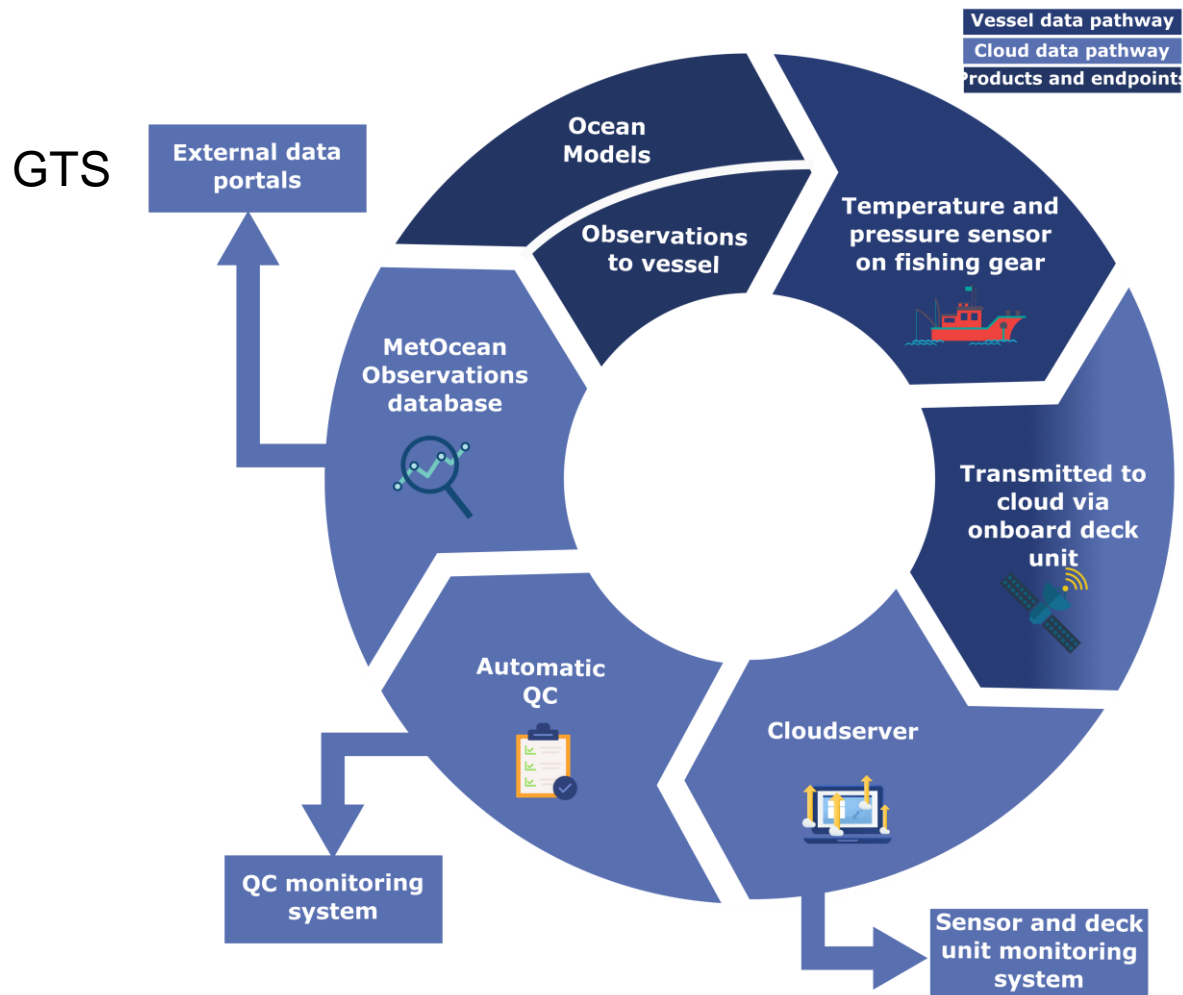 Vessel data pathway
Cloud data pathway
Products and endpoints
GTS
External data
portals
Ocean
Models
Observations
to vessel
Temperature and
pressure sensor
on fishing gear
MetOcean
Observations
database
Transmitted to
cloud via
onboard deck
unit
Automatic
QC
Cloudserver
QC monitoring
system
Sensor and deck
unit monitoring
system